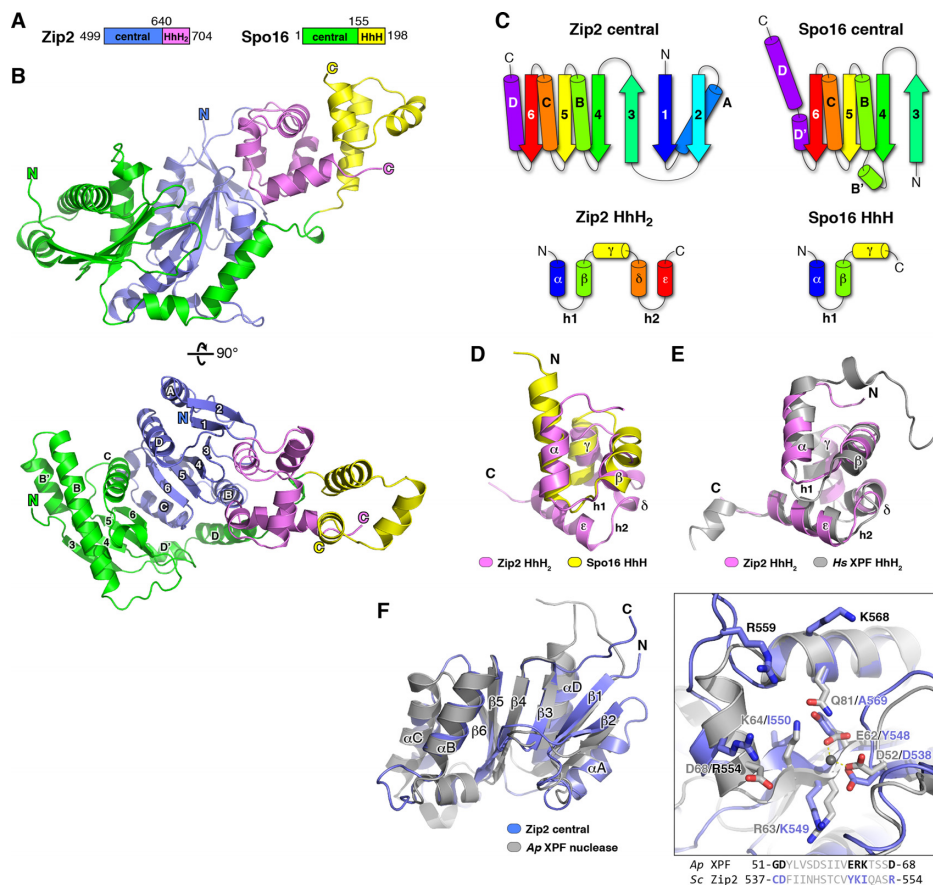 A
Zip2 499 central 640 HhH2 704
Spo16 1 central 155 HhH 198
B
N
N
C
C
90°
A
N
2
1
D
3
4
5
6
C
B
C
B'
B
N
6
5
4
3
D'
D
C
C
C
Zip2 central
Spo16 central
C
N
D
6
C
5
B
4
3
1
2
A
C
D
D'
6
C
5
B
4
3
B'
N
Zip2 HhH2
Spo16 HhH
N
α
β
γ
δ
ε
C
h1
h2
N
α
β
γ
C
h1
D
N
C
α
γ
β
δ
ε
h1
h2
Zip2 HhH2
Spo16 HhH
E
N
C
α
γ
β
h1
δ
ε
h2
Zip2 HhH2
Hs XPF HhH2
F
C
N
αD
β5
β4
β3
β1
β2
β6
αC
αB
αA
Zip2 central
Ap XPF nuclease
R559
K568
Q81/A569
K64/I550
E62/Y548
D52/D538
D68/R554
R63/K549
Ap XPF 51-GDYLVSDSIIVERKTSSD-68
Sc Zip2 537-CDFIINHSTCVYKIQASR-554